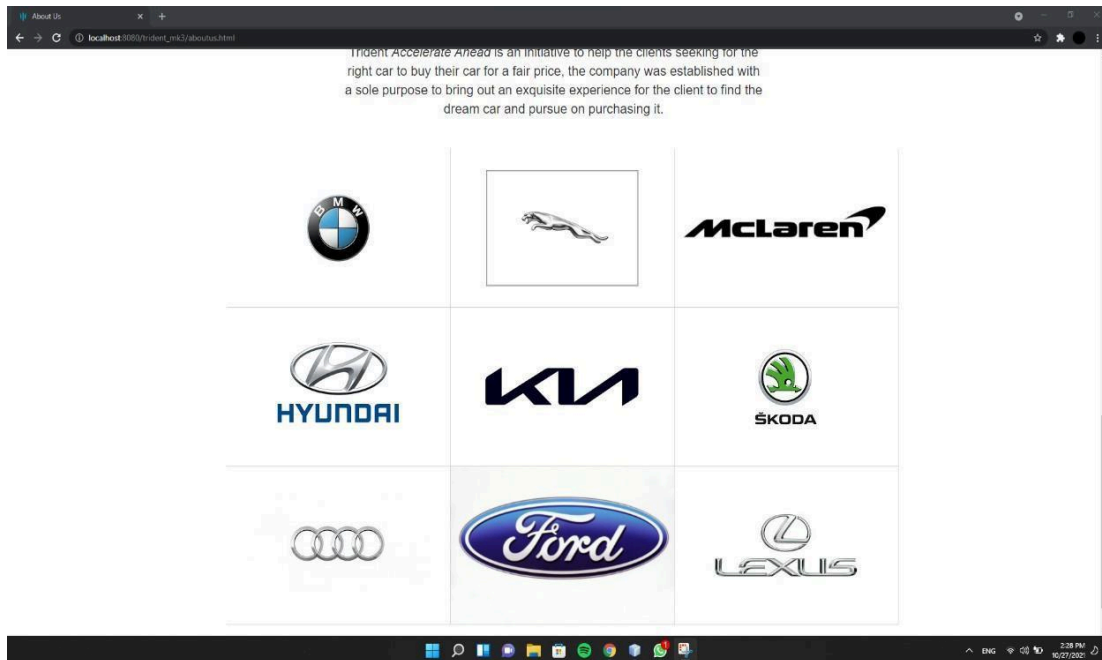 About Us
localhost:8080/trident_mk3/aboutus.html
Trident Accelerate Ahead is an initiative to help the clients seeking for the
right car to buy their car for a fair price, the company was established with
a sole purpose to bring out an exquisite experience for the client to find the
dream car and pursue on purchasing it.
BMW
McLaren
HYUNDAI
KIA
ŠKODA
Ford
LEXUS
ENG
2:28 PM
10/27/2021